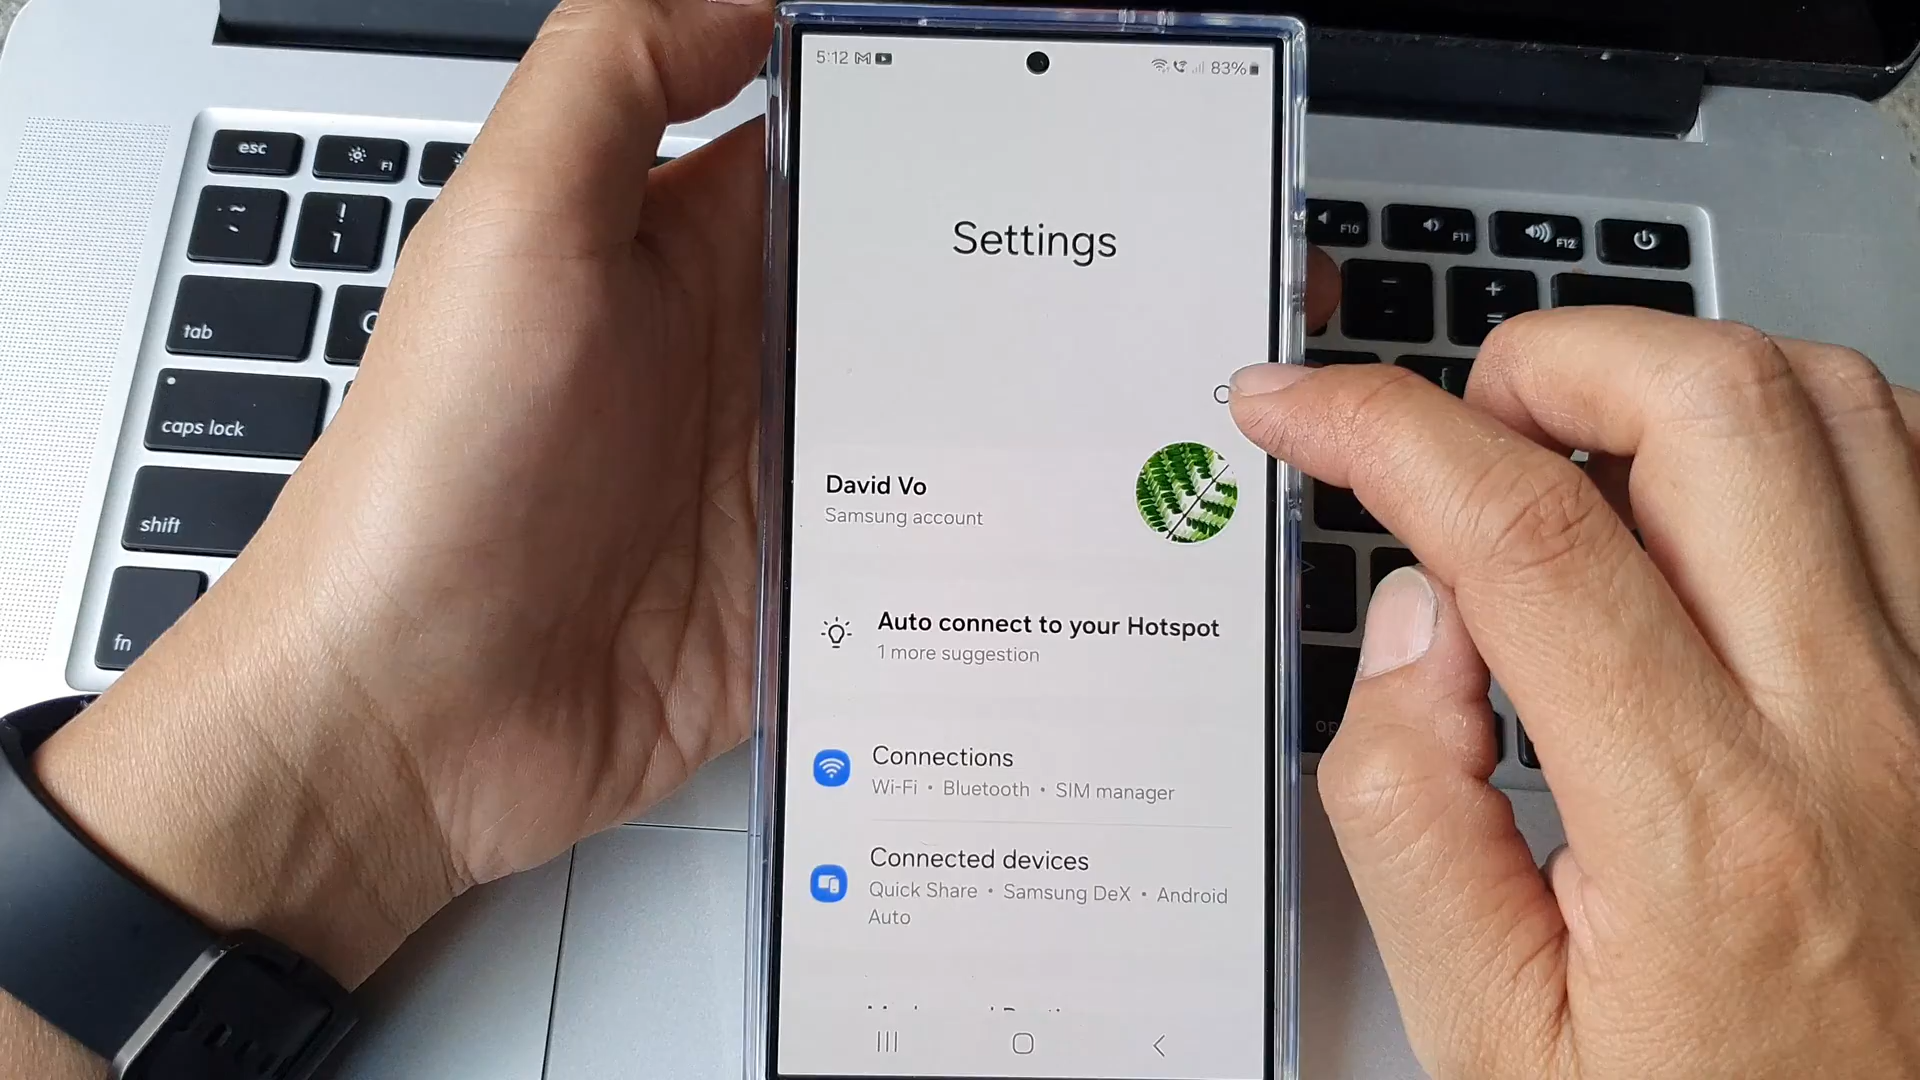 5:12
83%
Settings
David Vo
Samsung account
Auto connect to your Hotspot
1 more suggestion
Connections
Wi-Fi • Bluetooth • SIM manager
Connected devices
Quick Share • Samsung DeX • Android
Auto
esc
F1
~
!
1
tab
caps lock
shift
fn
F10
F11
F12
+
=
{
>